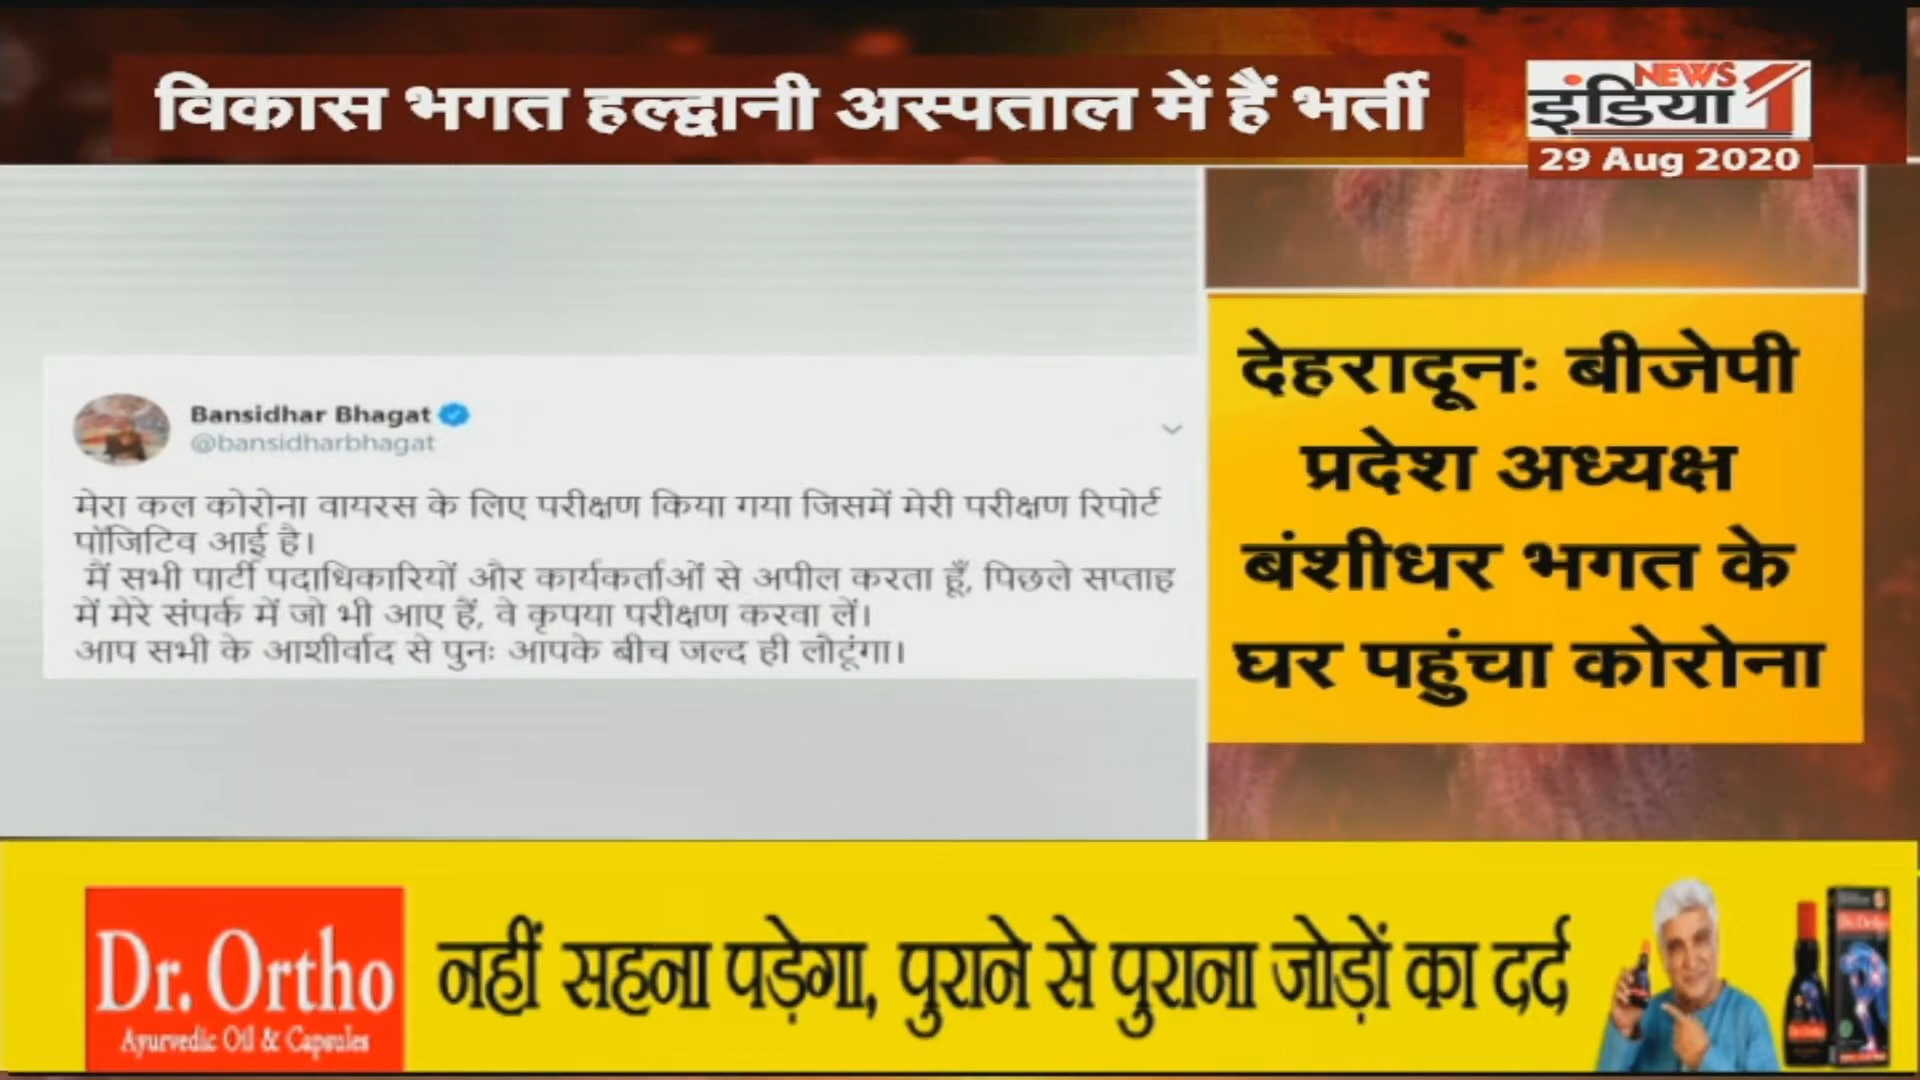 विकास भगत हल्द्वानी अस्पताल में हैं भर्ती
NEWS
इंडिया 1
29 Aug 2020
Bansidhar Bhagat
@bansidharbhagat
मेरा कल कोरोना वायरस के लिए परीक्षण किया गया जिसमें मेरी परीक्षण रिपोर्ट
पॉजिटिव आई है।
मैं सभी पार्टी पदाधिकारियों और कार्यकर्ताओं से अपील करता हूँ, पिछले सप्ताह
में मेरे संपर्क में जो भी आए हैं, वे कृपया परीक्षण करवा लें।
आप सभी के आशीर्वाद से पुनः आपके बीच जल्द ही लौटूंगा।
देहरादूनः बीजेपी
प्रदेश अध्यक्ष
बंशीधर भगत के
घर पहुंचा कोरोना
Dr. Ortho
Ayurvedic Oil & Capsules
नहीं सहना पड़ेगा, पुराने से पुराना जोड़ों का दर्द
Dr. Ortho